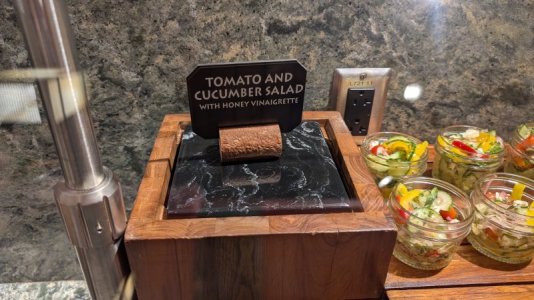 TOMATO AND
CUCUMBER SALAD
WITH HONEY VINAIGRETTE